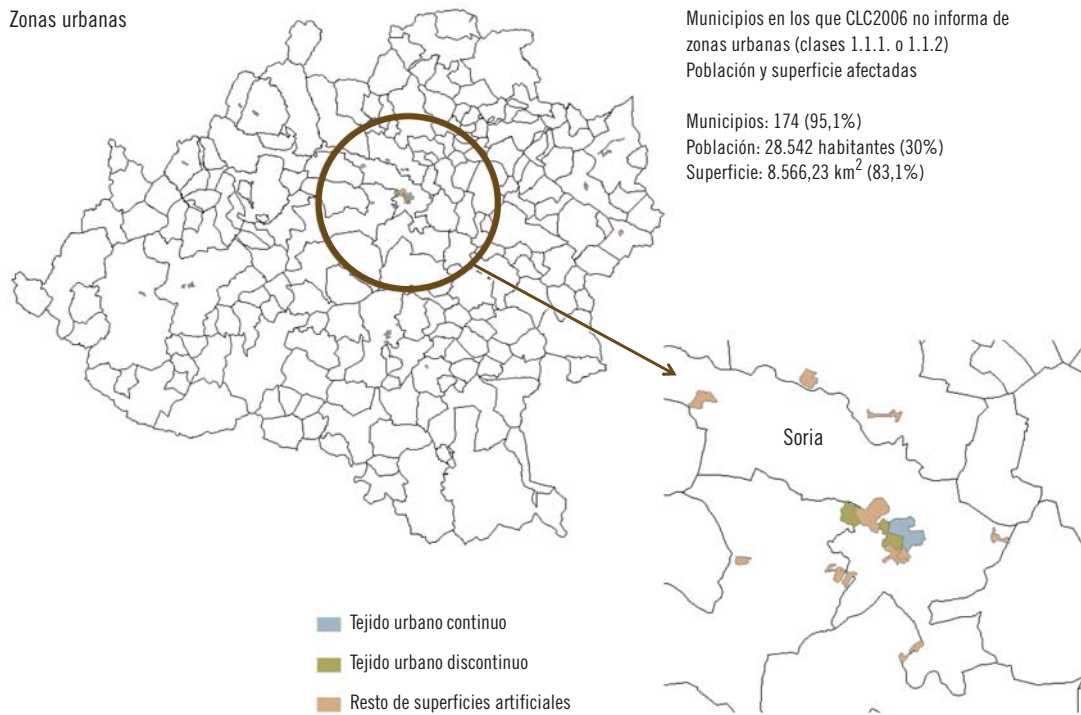 Zonas urbanas
Municipios en los que CLC2006 no informa de
zonas urbanas (clases 1.1.1. o 1.1.2)
Población y superficie afectadas
Municipios: 174 (95,1%)
Población: 28.542 habitantes (30%)
Superficie: 8.566,23 km² (83,1%)
Soria
Tejido urbano continuo
Tejido urbano discontinuo
Resto de superficies artificiales